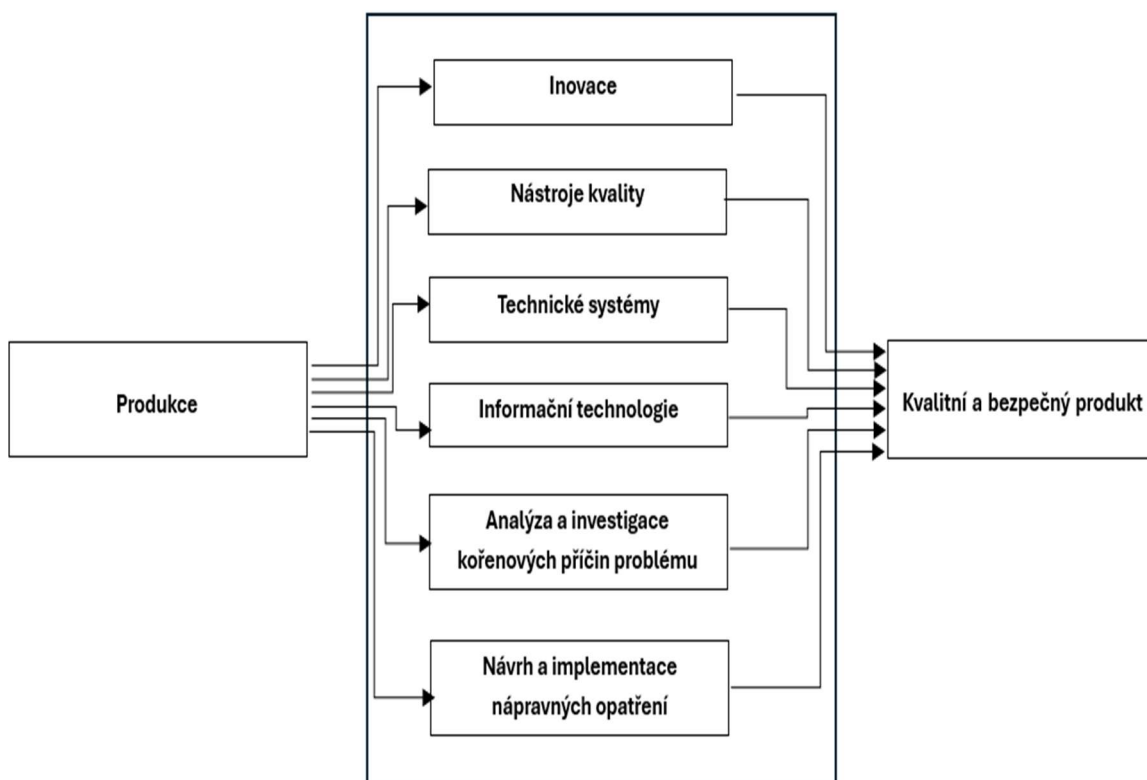 Inovace
Nástroje kvality
Technické systémy
Produkce
Informační technologie
Kvalitní a bezpečný produkt
Analýza a investigace
kořenových příčin problému
Návrh a implementace
nápravných opatření